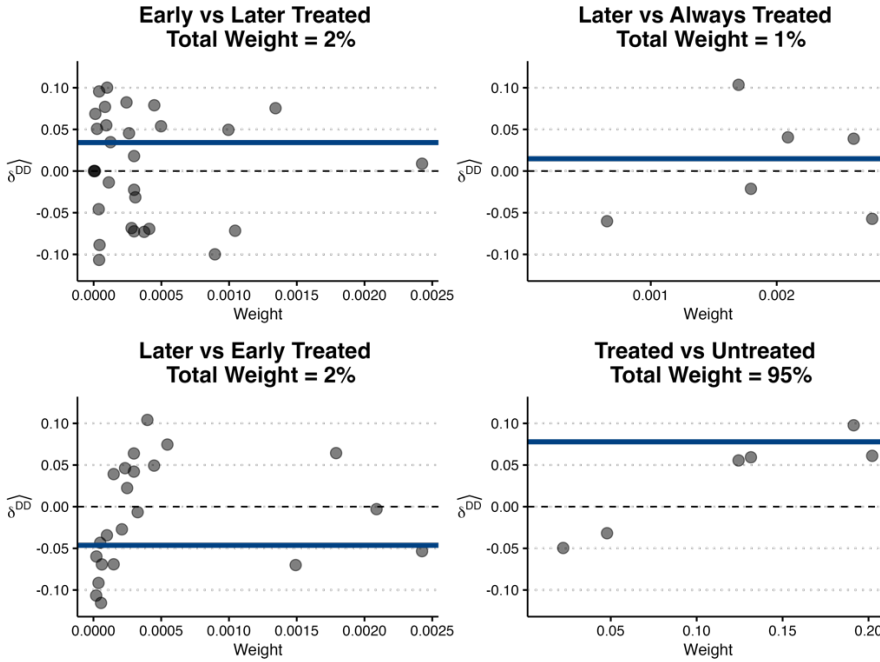 Early vs Later Treated
Total Weight = 2%
0.10
0.05
0.00
-0.05
-0.10
δ̂ᴰᴰ
0.0000 0.0005 0.0010 0.0015 0.0020 0.0025
Weight
Later vs Always Treated
Total Weight = 1%
0.10
0.05
0.00
-0.05
-0.10
δ̂ᴰᴰ
0.001 0.002
Weight
Later vs Early Treated
Total Weight = 2%
0.10
0.05
0.00
-0.05
-0.10
δ̂ᴰᴰ
0.0000 0.0005 0.0010 0.0015 0.0020 0.0025
Weight
Treated vs Untreated
Total Weight = 95%
0.10
0.05
0.00
-0.05
-0.10
δ̂ᴰᴰ
0.05 0.10 0.15 0.20
Weight